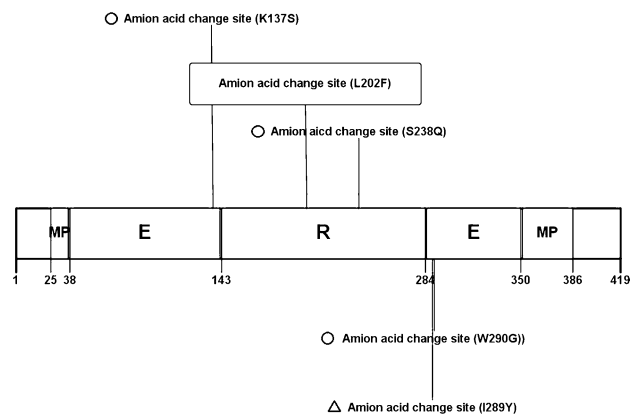 Amion acid change site (K137S)
Amion acid change site (L202F)
Amion aicd change site (S238Q)
MP E R E MP
1 25 38 143 284 350 386 419
Amion acid change site (W290G))
Amion acid change site (I289Y)